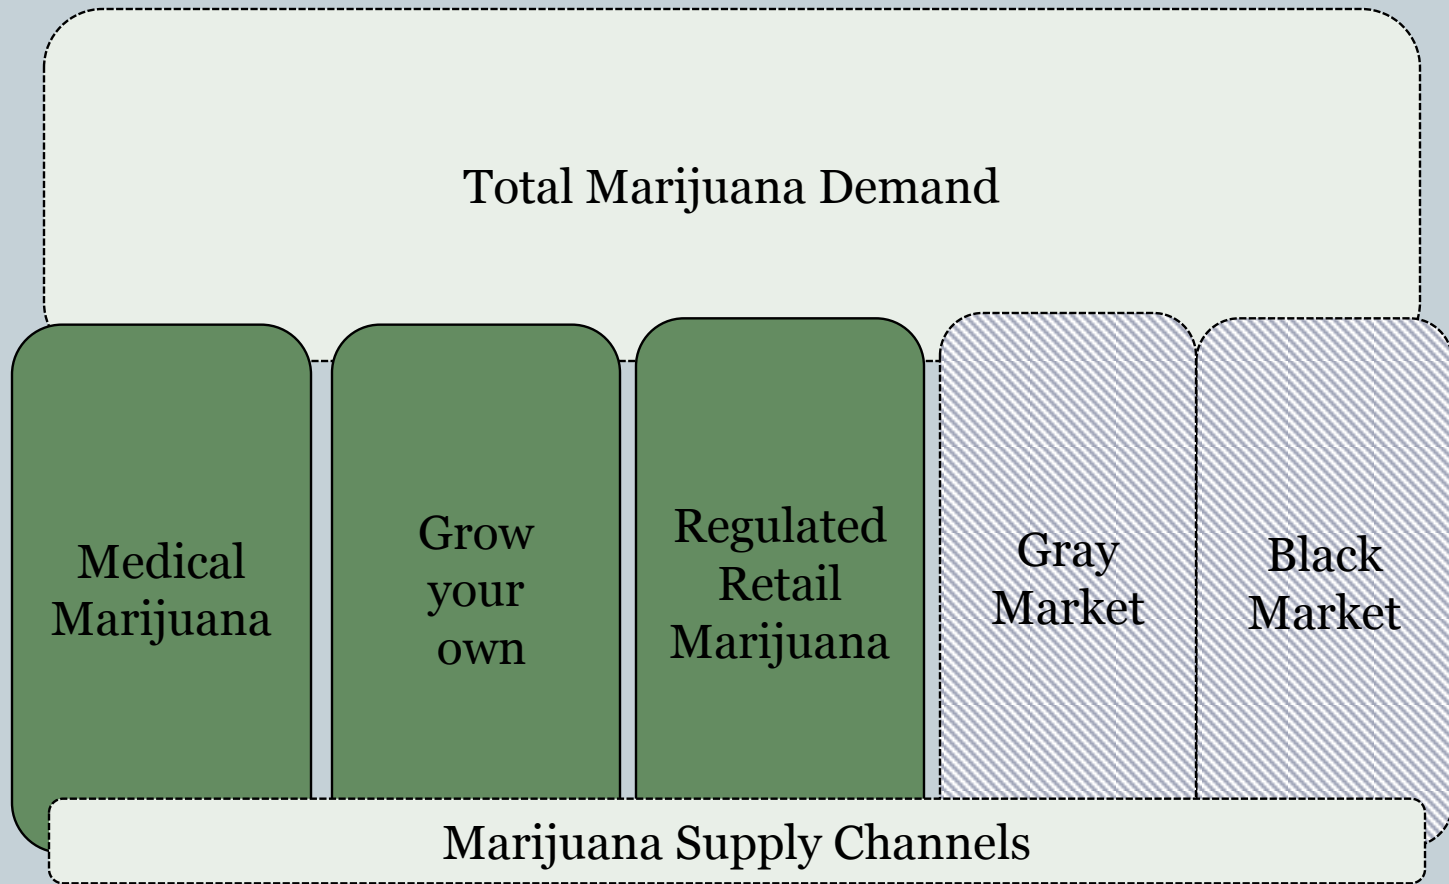 Total Marijuana Demand
Medical
Marijuana
Grow
your
own
Regulated
Retail
Marijuana
Gray
Market
Black
Market
Marijuana Supply Channels